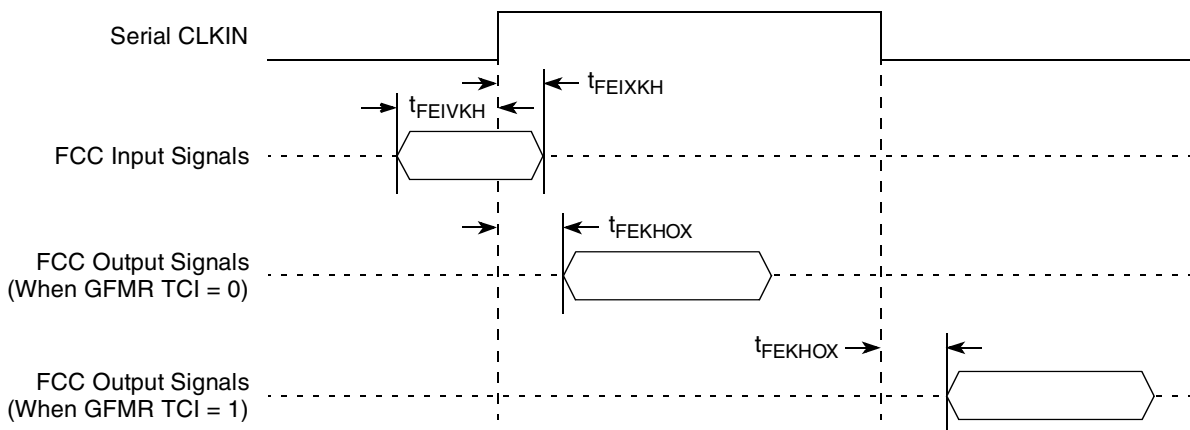 Serial CLKIN
tFEIXKH
tFEIVKH
FCC Input Signals
tFEKHOX
FCC Output Signals
(When GFMR TCI = 0)
tFEKHOX
FCC Output Signals
(When GFMR TCI = 1)